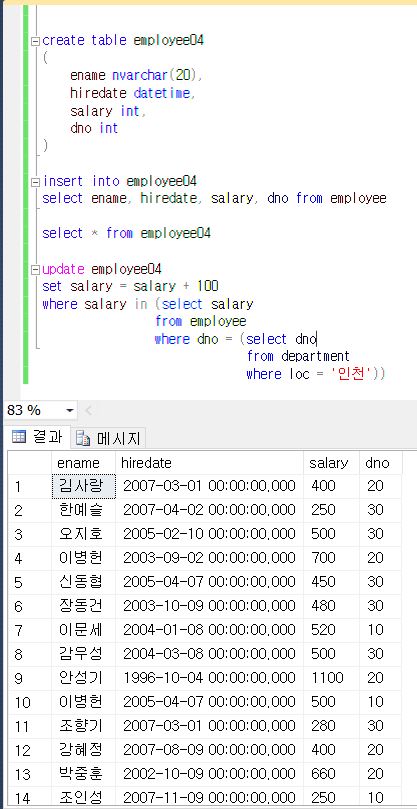 create table employee04
(
ename nvarchar(20),
hiredate datetime,
salary int,
dno int
)
insert into employee04
select ename, hiredate, salary, dno from employee
select * from employee04
update employee04
set salary = salary + 100
where salary in (select salary
from employee
where dno = (select dno
from department
where loc = '인천'))
83 %
결과 메시지
ename hiredate salary dno
1 김사랑 2007-03-01 00:00:00,000 400 20
2 한예슬 2007-04-02 00:00:00,000 250 30
3 오지호 2005-02-10 00:00:00,000 500 30
4 이병헌 2003-09-02 00:00:00,000 700 20
5 신동협 2005-04-07 00:00:00,000 450 30
6 장동건 2003-10-09 00:00:00,000 480 30
7 이문세 2004-01-08 00:00:00,000 520 10
8 감우성 2004-03-08 00:00:00,000 500 30
9 안성기 1996-10-04 00:00:00,000 1100 20
10 이병헌 2005-04-07 00:00:00,000 500 10
11 조향기 2007-03-01 00:00:00,000 280 30
12 강혜정 2007-08-09 00:00:00,000 400 20
13 박중훈 2002-10-09 00:00:00,000 660 20
14 조인성 2007-11-09 00:00:00,000 250 10